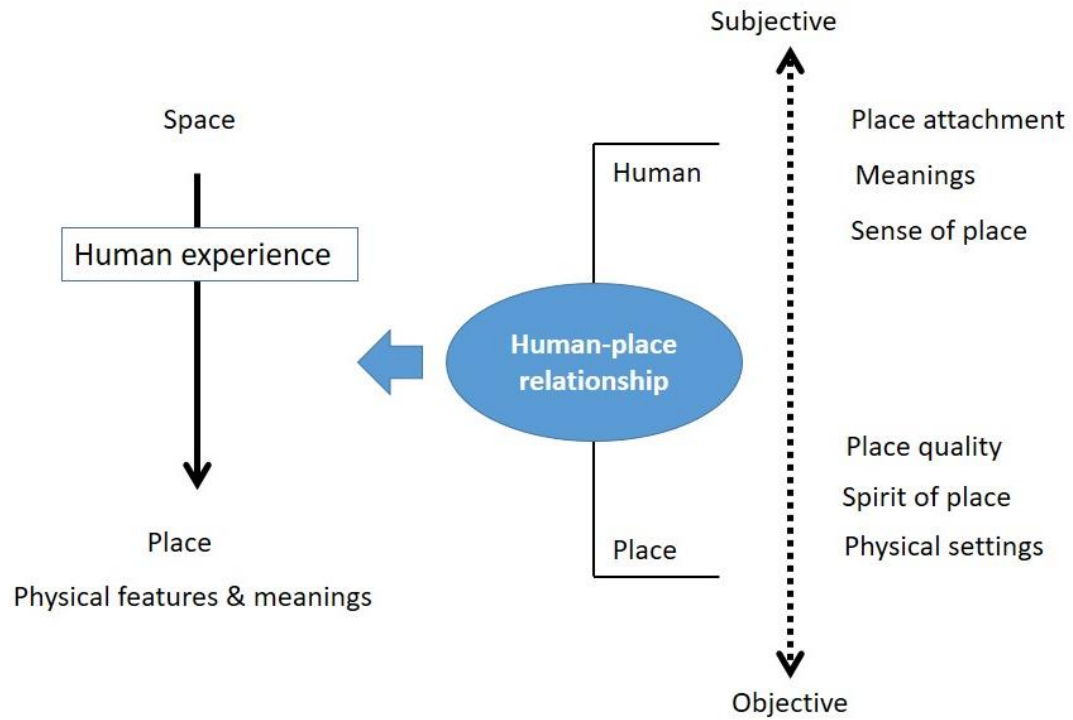 Subjective
Space
Place attachment
Human
Meanings
Sense of place
Human experience
Human-place
relationship
Place quality
Spirit of place
Place
Physical settings
Place
Physical features & meanings
Objective